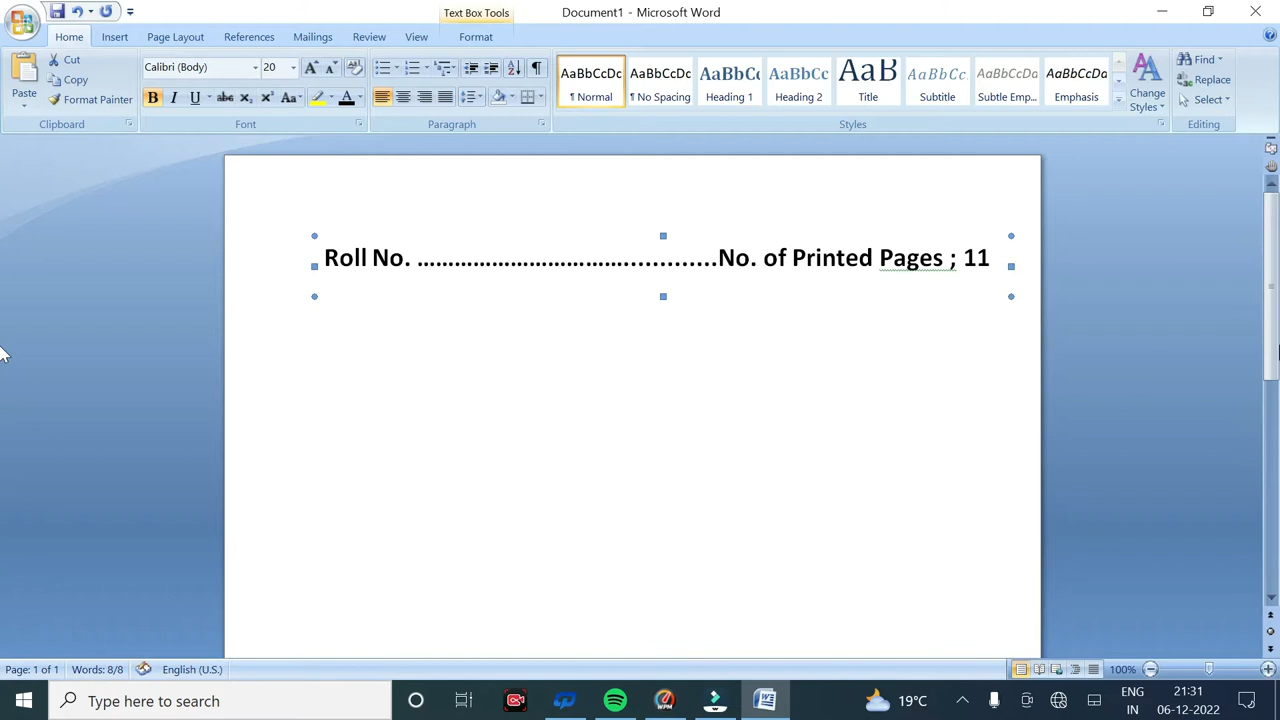 Text Box Tools
Document1 - Microsoft Word
Home Insert Page Layout References Mailings Review View Format
Paste
Cut
Copy
Format Painter
Clipboard
Calibri (Body) 20
Font
Paragraph
AaBbCcDc AaBbCcDc AaBbCc AaBbCc AaB AaBbCc. AaBbCcDa AaBbCcDc
¶ Normal ¶ No Spacing Heading 1 Heading 2 Title Subtitle Subtle Emp... Emphasis
Change Styles
Styles
Find
Replace
Select
Editing
Roll No. ……………………………............No. of Printed Pages ; 11
Page: 1 of 1 Words: 8/8 English (U.S.) 100%
Type here to search
WPM
19°C
ENG
IN
21:31
06-12-2022